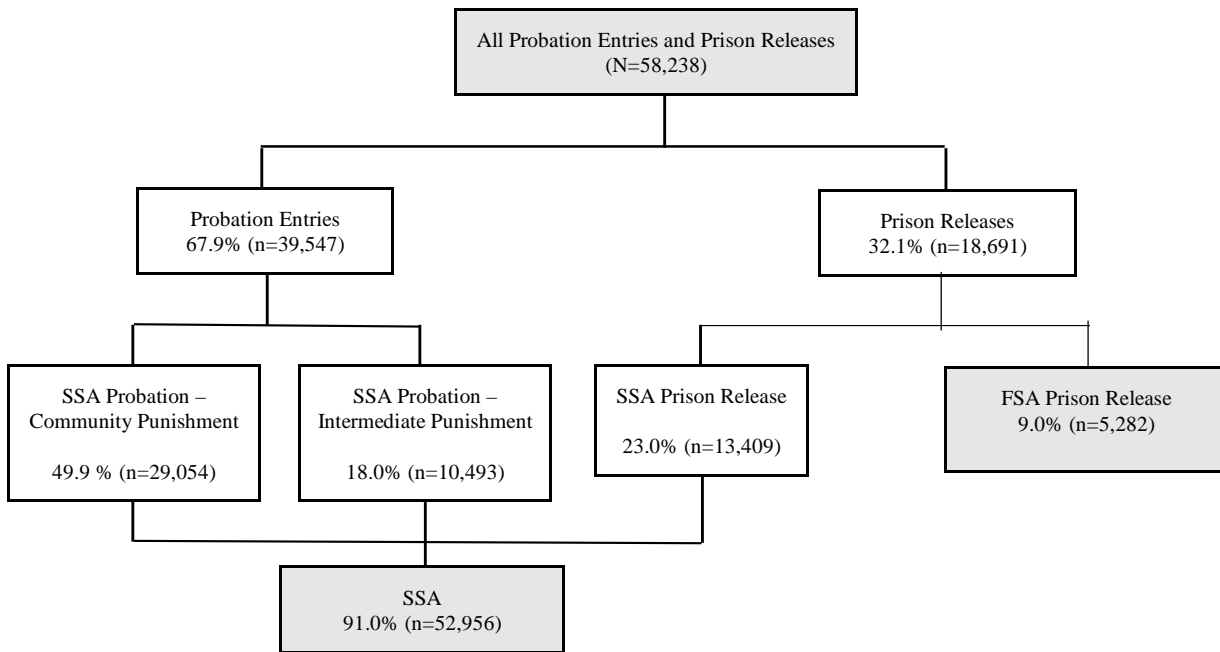 All Probation Entries and Prison Releases
(N=58,238)
Probation Entries
67.9% (n=39,547)
Prison Releases
32.1% (n=18,691)
SSA Probation –
Community Punishment
49.9 % (n=29,054)
SSA Probation –
Intermediate Punishment
18.0% (n=10,493)
SSA Prison Release
23.0% (n=13,409)
FSA Prison Release
9.0% (n=5,282)
SSA
91.0% (n=52,956)